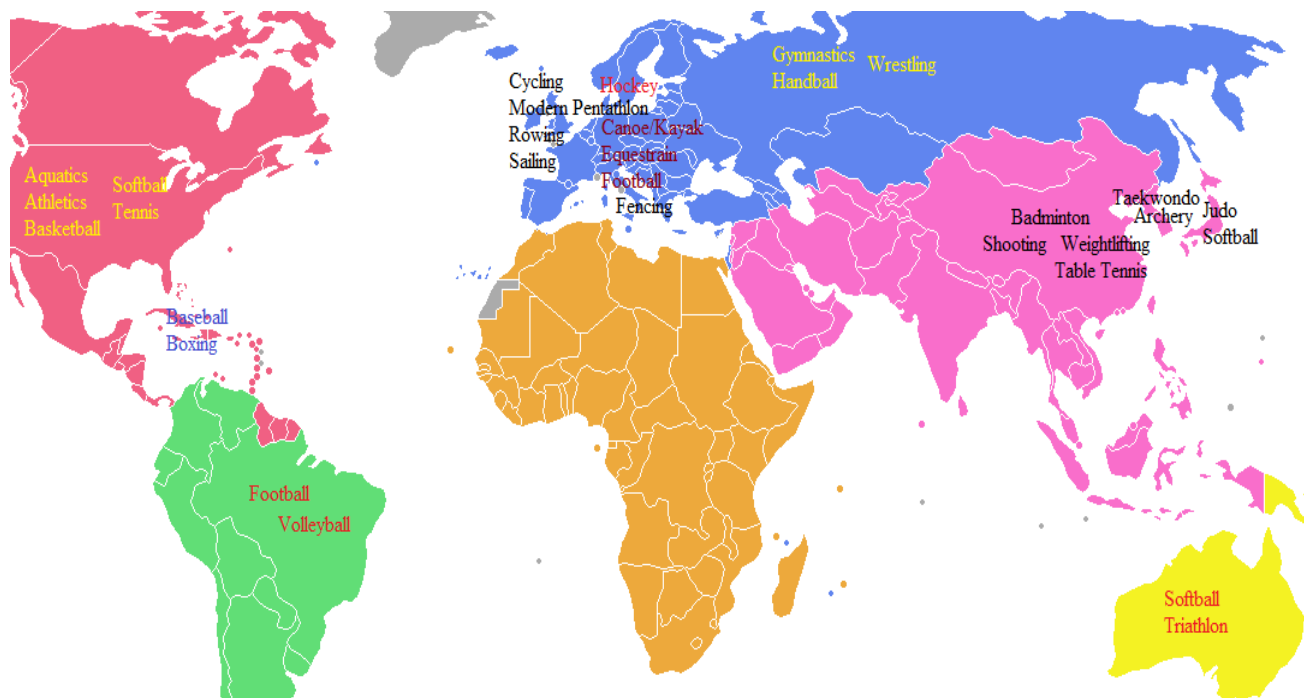 Aquatics
Athletics
Basketball
Softball
Tennis
Baseball
Boxing
Football
Volleyball
Cycling
Modern Pentathlon
Rowing
Sailing
Hockey
Canoe/Kayak
Equestrain
Football
Fencing
Gymnastics
Handball
Wrestling
Badminton
Shooting
Weightlifting
Table Tennis
Taekwondo
Archery
Judo
Softball
Softball
Triathlon